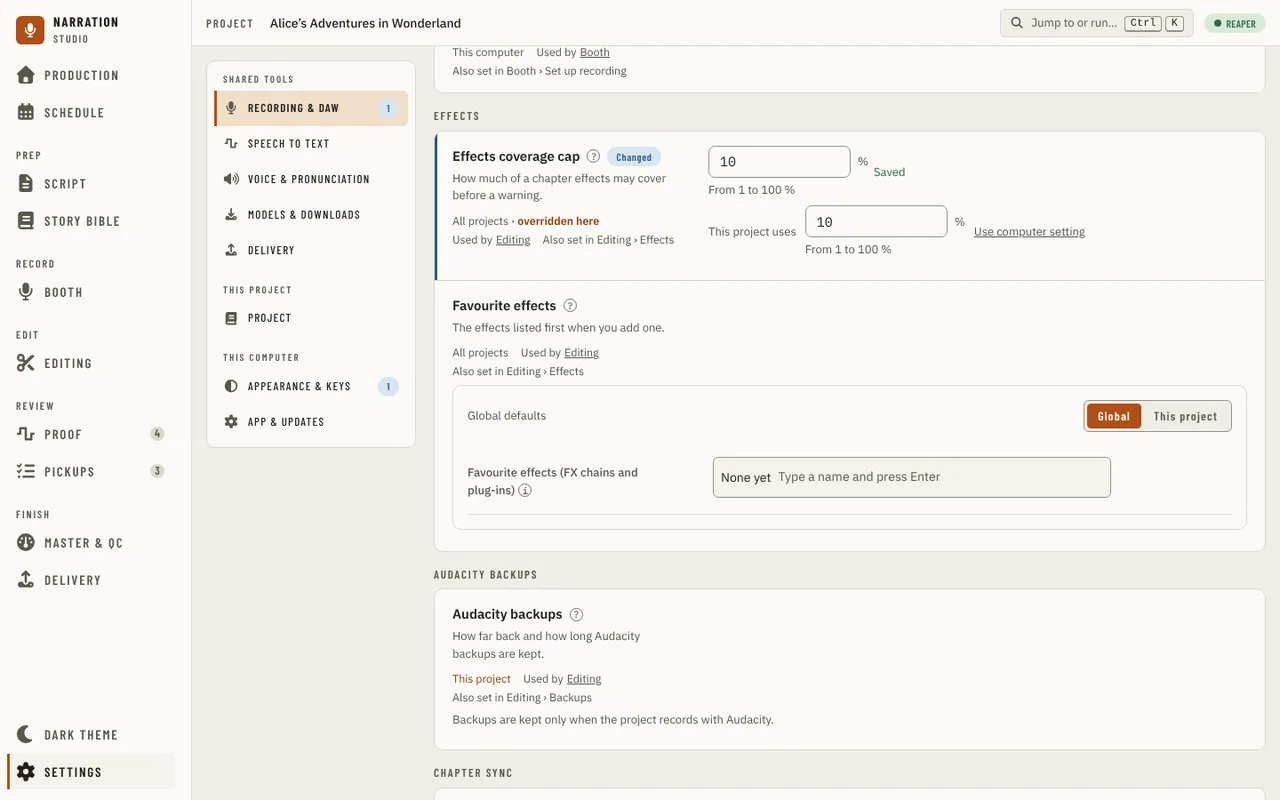 NARRATION
STUDIO
PRODUCTION
SCHEDULE
PREP
SCRIPT
STORY BIBLE
RECORD
BOOTH
EDIT
EDITING
REVIEW
PROOF 4
PICKUPS 3
FINISH
MASTER & QC
DELIVERY
DARK THEME
SETTINGS
PROJECT Alice’s Adventures in Wonderland
Jump to or run… Ctrl K
REAPER
SHARED TOOLS
RECORDING & DAW 1
SPEECH TO TEXT
VOICE & PRONUNCIATION
MODELS & DOWNLOADS
DELIVERY
THIS PROJECT
PROJECT
THIS COMPUTER
APPEARANCE & KEYS 1
APP & UPDATES
This computer Used by Booth
Also set in Booth › Set up recording
EFFECTS
Effects coverage cap ? Changed
How much of a chapter effects may cover
before a warning.
All projects · overridden here
Used by Editing Also set in Editing › Effects
10 % Saved
From 1 to 100 %
This project uses 10 % Use computer setting
From 1 to 100 %
Favourite effects ?
The effects listed first when you add one.
All projects Used by Editing
Also set in Editing › Effects
Global defaults
Global This project
Favourite effects (FX chains and
plug-ins) i
None yet Type a name and press Enter
AUDACITY BACKUPS
Audacity backups ?
How far back and how long Audacity
backups are kept.
This project Used by Editing
Also set in Editing › Backups
Backups are kept only when the project records with Audacity.
CHAPTER SYNC